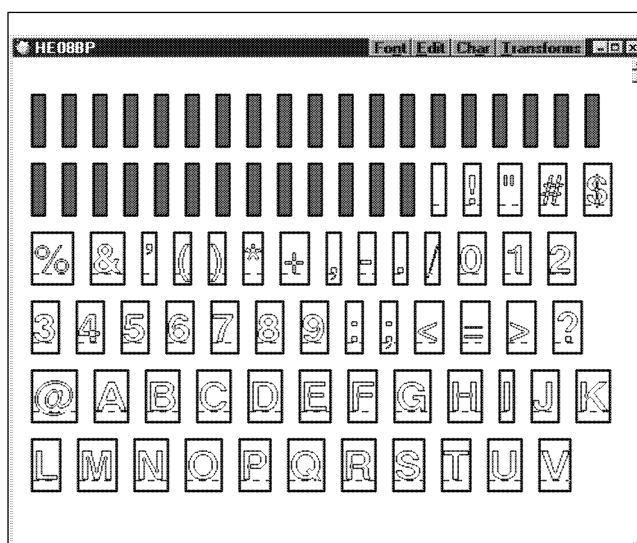 HE08BP Font Edit Char Transforms
! " # $
% & ' ( ) * + , - . / 0 1 2
3 4 5 6 7 8 9 : ; < = > ?
@ A B C D E F G H I J K
L M N O P Q R S T U V